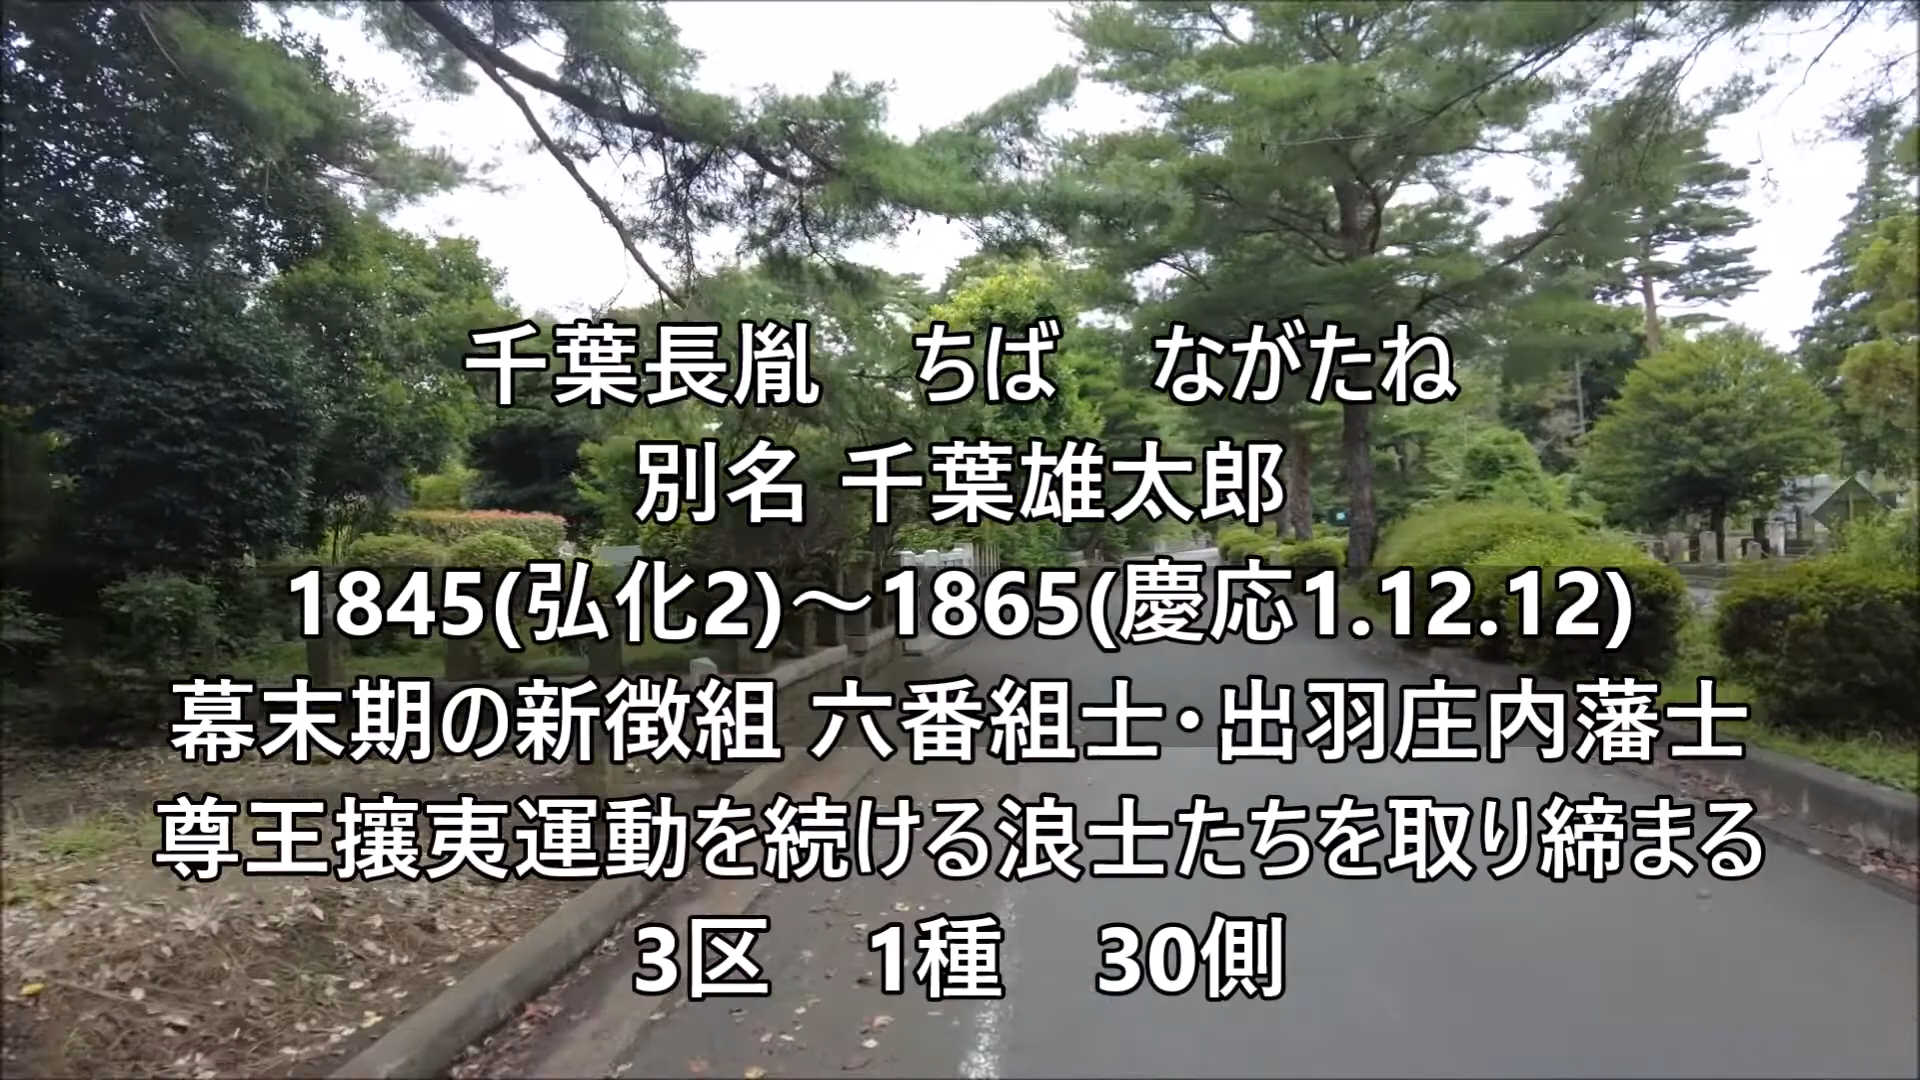 千葉長胤　ちば　ながたね
別名 千葉雄太郎
1845(弘化2)～1865(慶応1.12.12)
幕末期の新徴組 六番組士・出羽庄内藩士
尊王攘夷運動を続ける浪士たちを取り締まる
3区　1種　30側